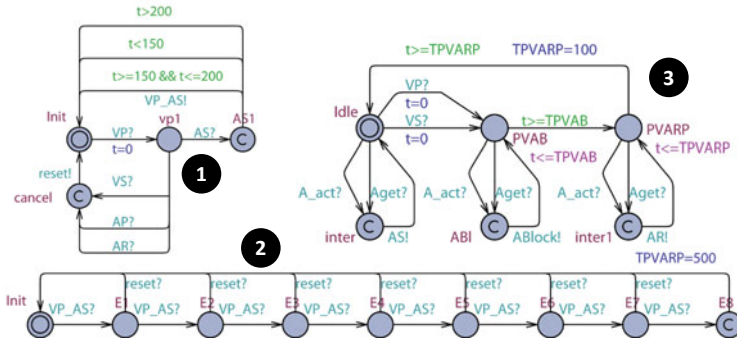 t>200
t<150
t>=150 && t<=200
VP_AS!
Init
VP?
t=0
vp1
AS?
AS1
reset!
VS?
cancel
C
C
AP?
AR?
1
t>=TPVARP
TPVARP=100
3
VP?
t=0
Idle
VS?
t=0
t>=TPVAB
PVAB
PVARP
t<=TPVAB
t<=TPVARP
A_act?
Aget?
A_act?
Aget?
A_act?
Aget?
C
C
C
inter
AS!
ABl
ABlock!
inter1
AR!
2
TPVARP=500
Init
reset?
reset?
reset?
reset?
reset?
reset?
reset?
VP_AS?
E1
VP_AS?
E2
VP_AS?
E3
VP_AS?
E4
VP_AS?
E5
VP_AS?
E6
VP_AS?
E7
VP_AS?
E8
C